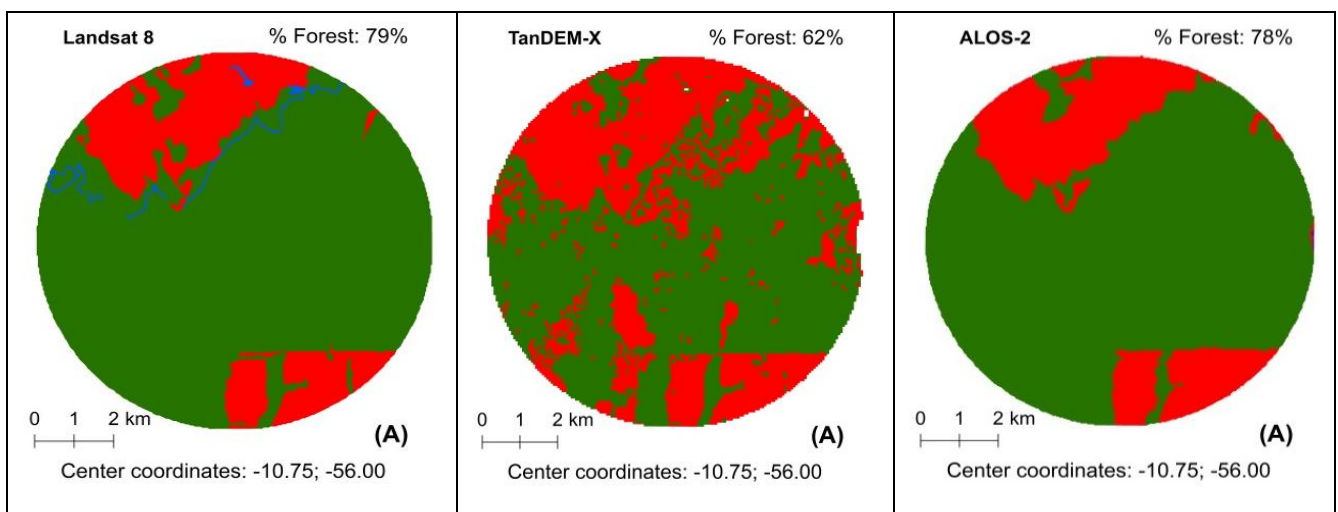 Landsat 8 % Forest: 79%
0 1 2 km
(A)
Center coordinates: -10.75; -56.00
TanDEM-X % Forest: 62%
0 1 2 km
(A)
Center coordinates: -10.75; -56.00
ALOS-2 % Forest: 78%
0 1 2 km
(A)
Center coordinates: -10.75; -56.00